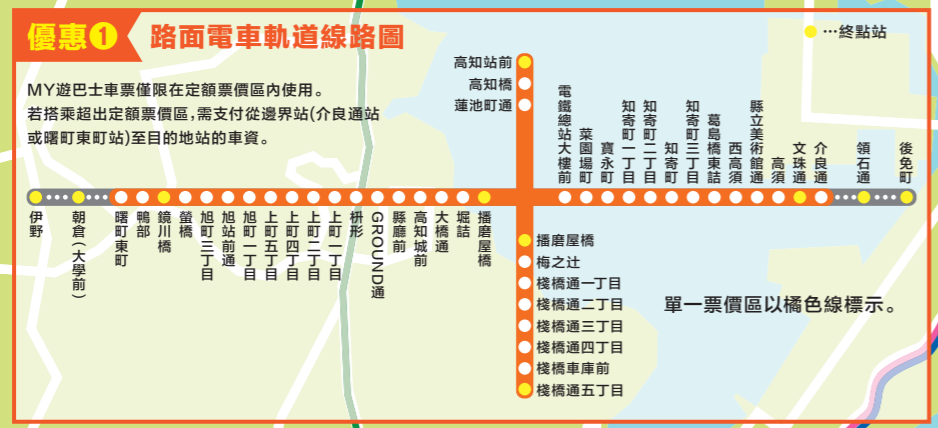 優惠❶ 路面電車軌道線路圖
…終點站
MY遊巴士車票僅限在定額票價區內使用。
若搭乘超出定額票價區,需支付從邊界站(介良通站
或曙町東町站)至目的地站的車資。
高知站前
高知橋
蓮池町通
電鐵總站大樓前
菜園場町
寶永町
知寄町一丁目
知寄町二丁目
知寄町
知寄町三丁目
葛島橋東詰
西高須
縣立美術館通
高須
文珠通
介良通
領石通
後免町
伊野
朝倉(大學前)
曙町東町
鴨部
鏡川橋
螢橋
旭町三丁目
旭站前通
旭町一丁目
上町五丁目
上町四丁目
上町二丁目
上町一丁目
枡形
GROUND通
縣廳前
高知城前
大橋通
堀詰
播磨屋橋
播磨屋橋
梅之辻
棧橋通一丁目
棧橋通二丁目
棧橋通三丁目
棧橋通四丁目
棧橋車庫前
棧橋通五丁目
單一票價區以橘色線標示。